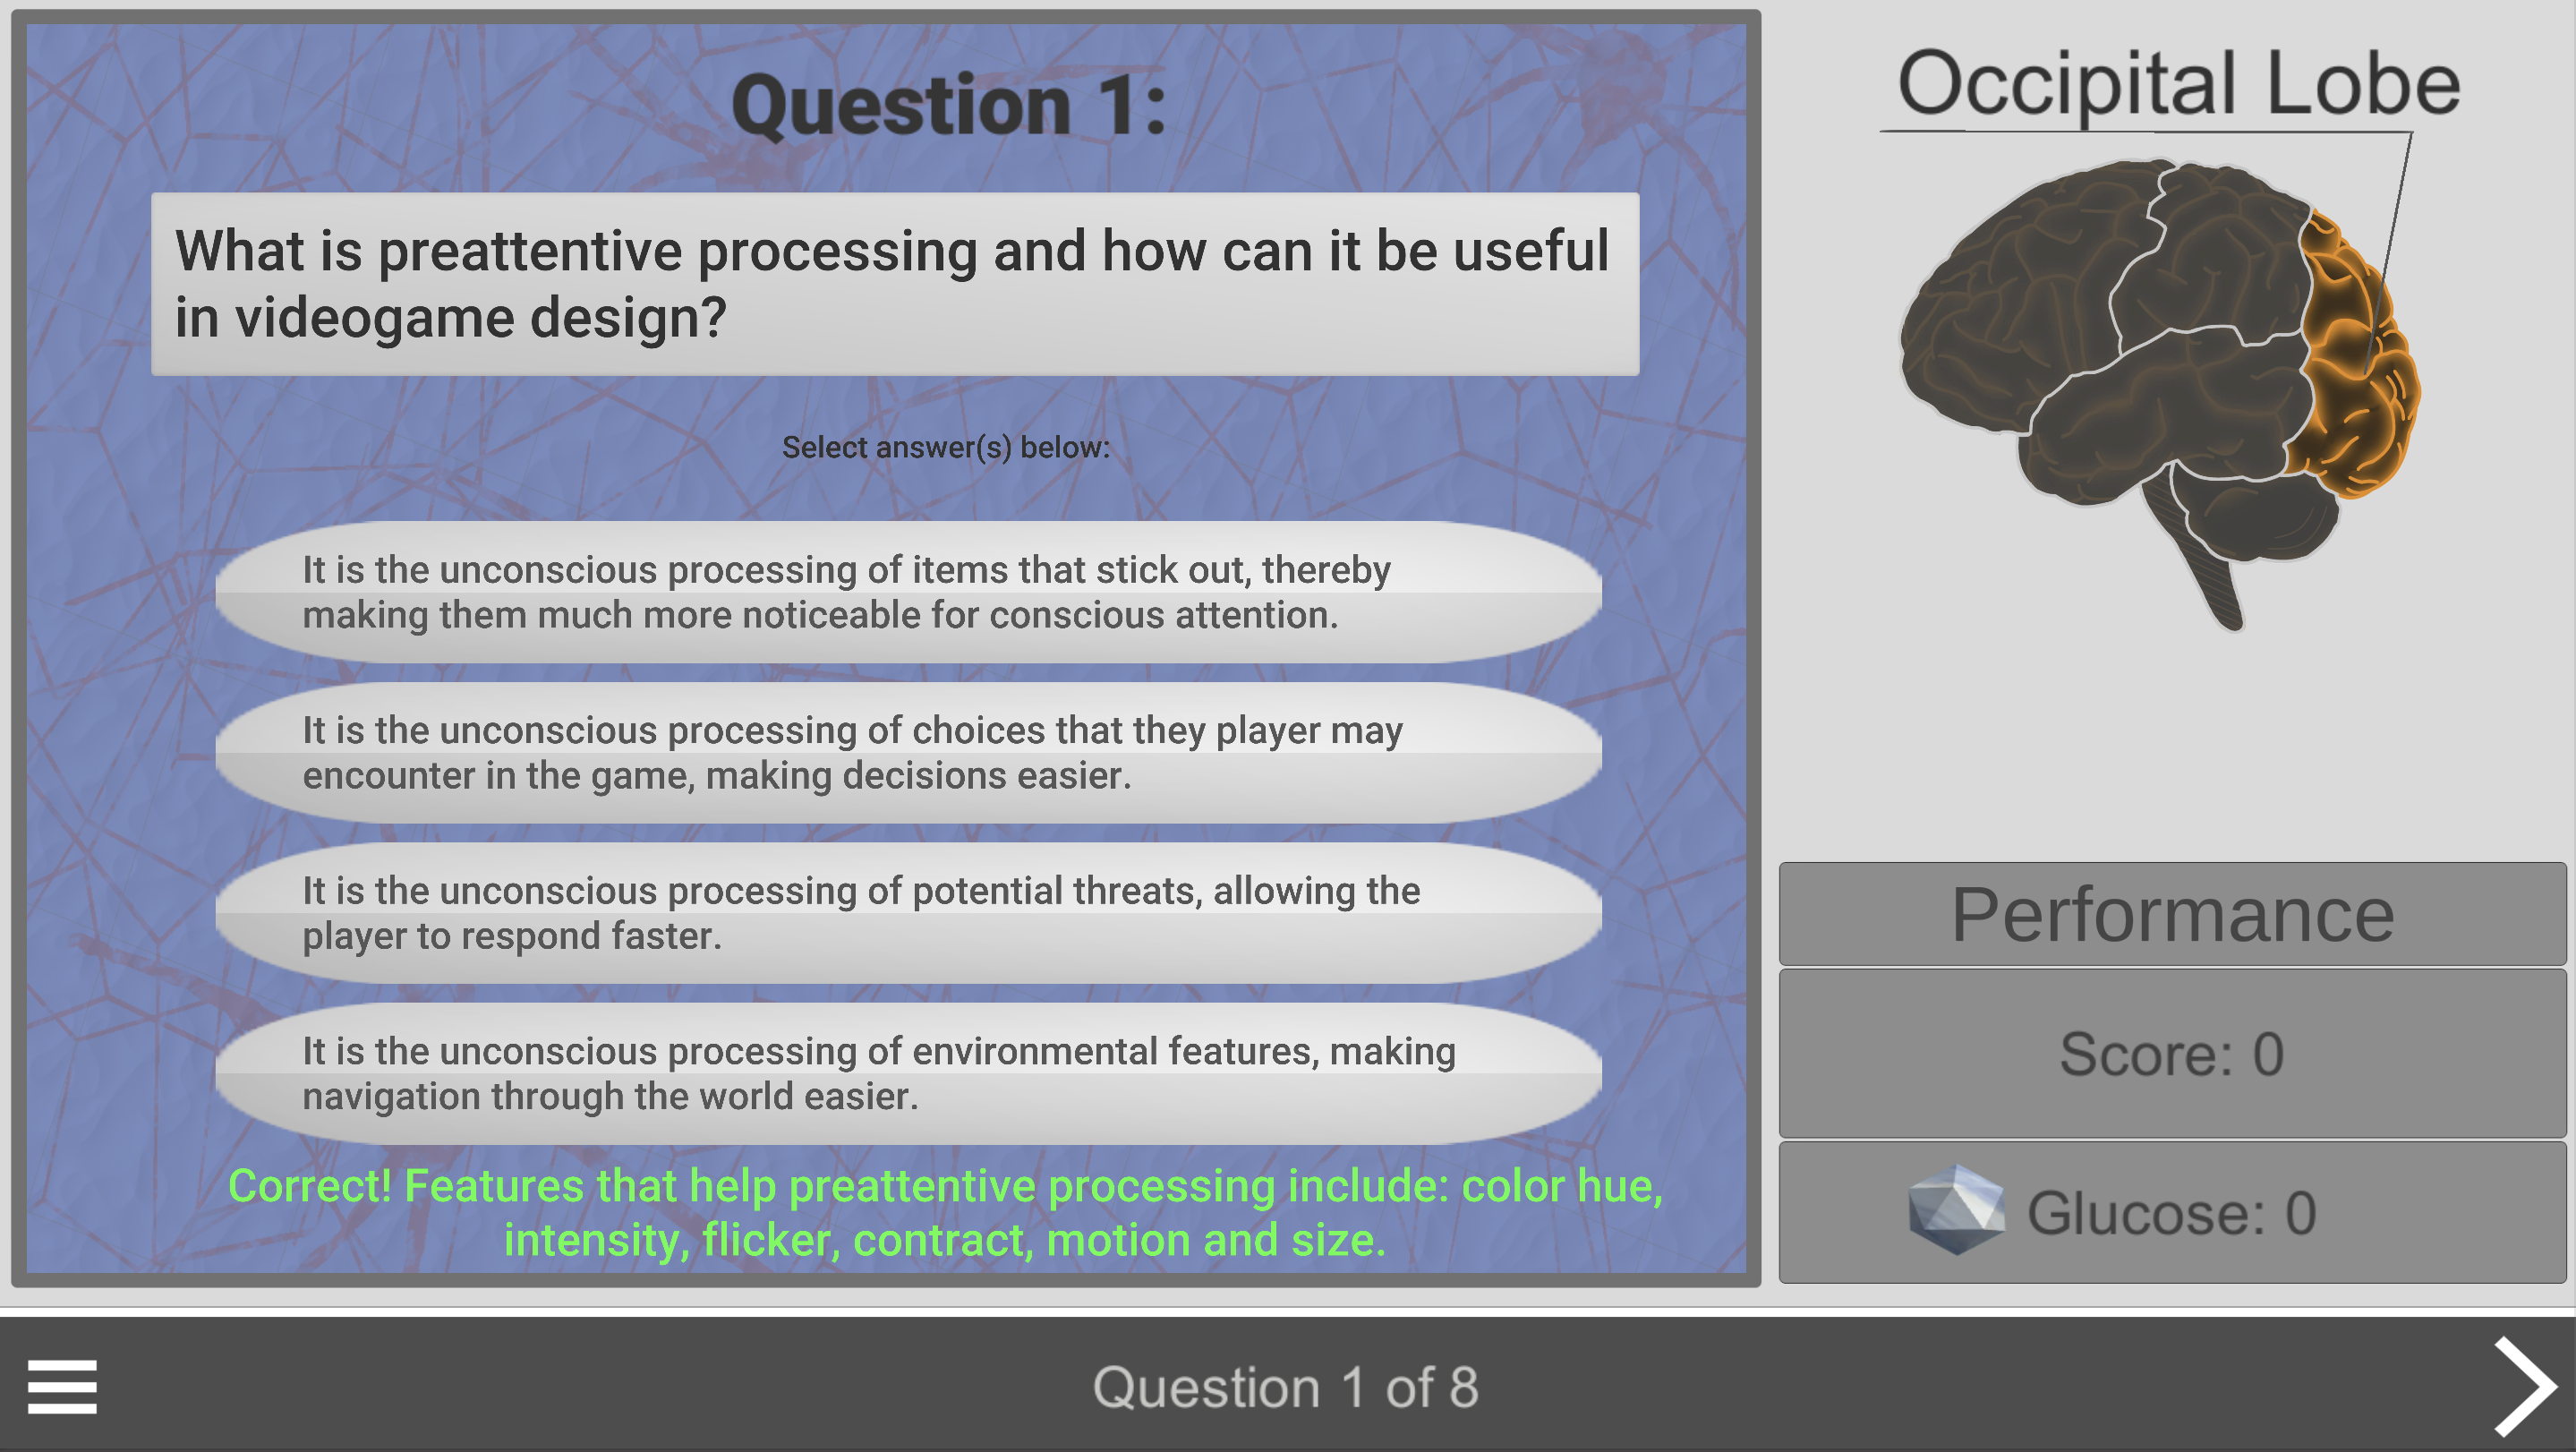 Question 1:
What is preattentive processing and how can it be useful
in videogame design?
Select answer(s) below:
It is the unconscious processing of items that stick out, thereby
making them much more noticeable for conscious attention.
It is the unconscious processing of choices that they player may
encounter in the game, making decisions easier.
It is the unconscious processing of potential threats, allowing the
player to respond faster.
It is the unconscious processing of environmental features, making
navigation through the world easier.
Correct! Features that help preattentive processing include: color hue,
intensity, flicker, contract, motion and size.
Occipital Lobe
Performance
Score: 0
Glucose: 0
Question 1 of 8